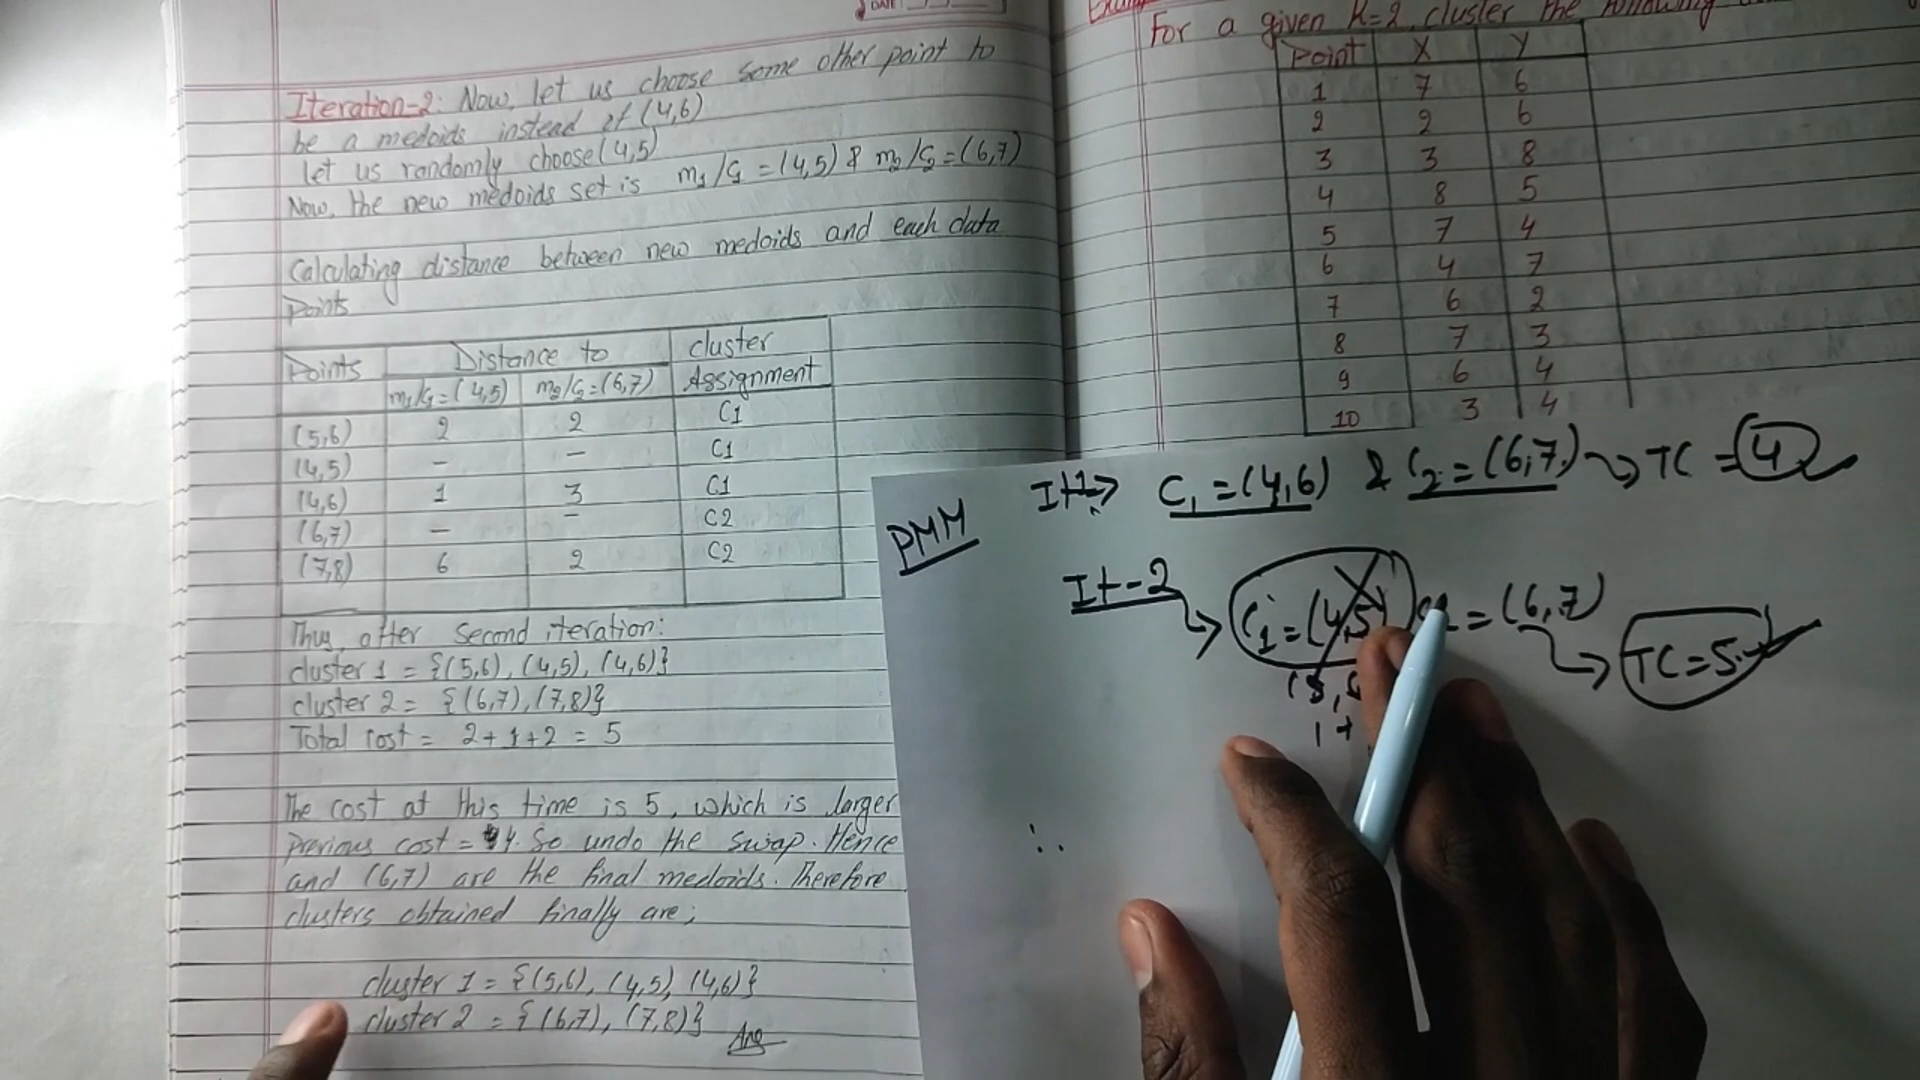 DATE:
Iteration-2: Now, let us choose some other point to
be a medoids instead of (4,6)
let us randomly choose (4,5)
Now, the new medoids set is m1/C1 = (4,5) & m2/C2 = (6,7)
Calculating distance between new medoids and each data
Points
Points Distance to cluster
m1/C1=(4,5) m2/C2=(6,7) Assignment
(5,6) 2 2 C1
(4,5) - - C1
(4,6) 1 3 C1
(6,7) - - C2
(7,8) 6 2 C2
Thus, after second iteration:
cluster 1 = {(5,6), (4,5), (4,6)}
cluster 2 = {(6,7), (7,8)}
Total cost = 2+1+2 = 5
The cost at this time is 5, which is larger
previous cost = 4. So undo the swap. Hence
and (6,7) are the final medoids. Therefore
clusters obtained finally are;
cluster 1 = {(5,6), (4,5), (4,6)}
cluster 2 = {(6,7), (7,8)}
Ans
For a given K=2, cluster the following
Point X Y
1 7 6
2 2 6
3 3 8
4 8 5
5 7 4
6 4 7
7 6 2
8 7 3
9 6 4
10 3 4
PMM
It-1→ C1 = (4,6) & C2 = (6,7) → TC = 4
It-2 → C1 = (4,5) = (6,7) → TC = 5
1+
∴